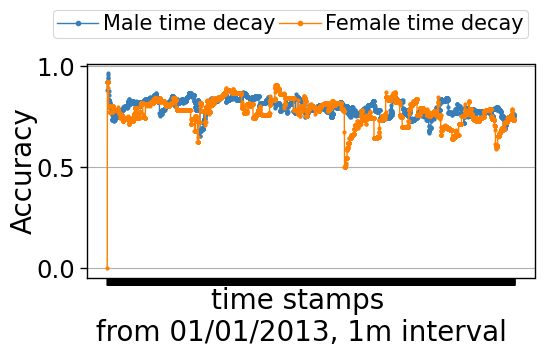 Male time decay Female time decay
1.0
0.5
0.0
Accuracy
time stamps
from 01/01/2013, 1m interval